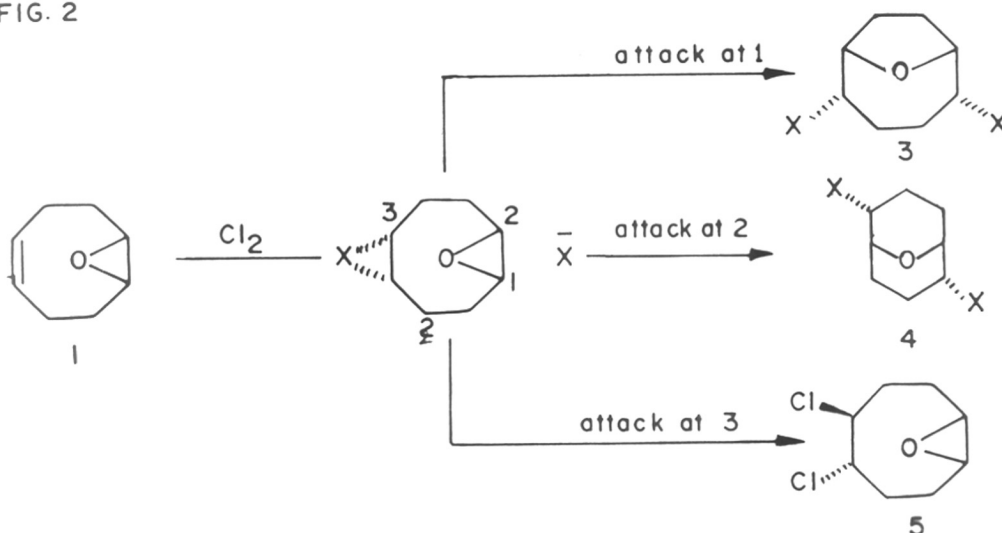 FIG. 2
attack at 1
O
X
X
3
O
1
Cl2
X
3
2
O
1
2
X̄
attack at 2
X
O
X
4
attack at 3
Cl
Cl
O
5